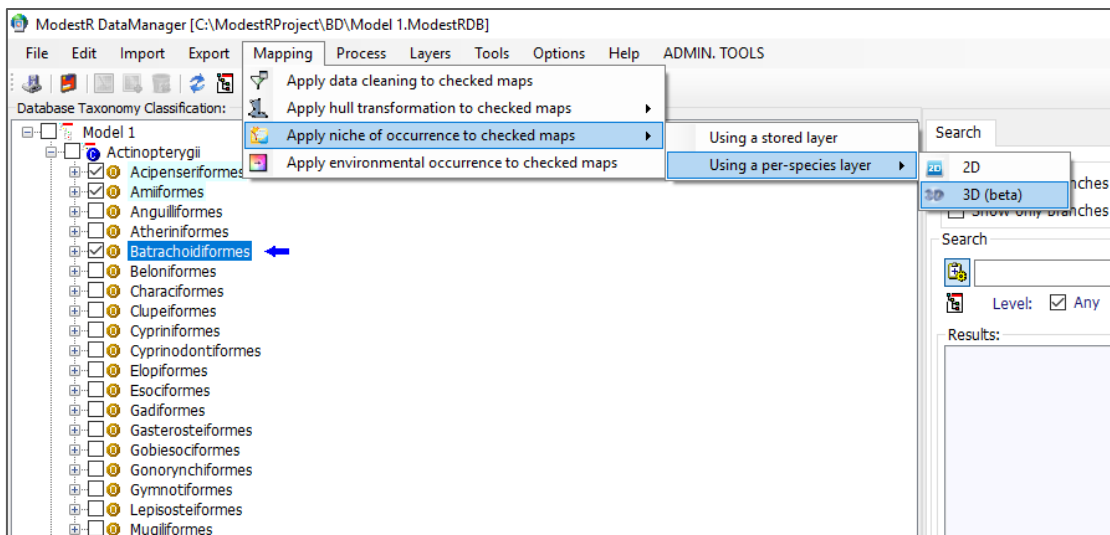 ModestR DataManager [C:\ModestRProject\BD\Model 1.ModestRDB]
File Edit Import Export Mapping Process Layers Tools Options Help ADMIN. TOOLS
Apply data cleaning to checked maps
Apply hull transformation to checked maps
Apply niche of occurrence to checked maps
Apply environmental occurrence to checked maps
Using a stored layer
Using a per-species layer
2D 2D
3D 3D (beta)
Database Taxonomy Classification:
Model 1
Actinopterygii
Acipenseriformes
Amiiformes
Anguilliformes
Atheriniformes
Batrachoidiformes
Beloniformes
Characiformes
Clupeiformes
Cypriniformes
Cyprinodontiformes
Elopiformes
Esociformes
Gadiformes
Gasterosteiformes
Gobiesociformes
Gonorynchiformes
Gymnotiformes
Lepisosteiformes
Mugiliformes
Search
Show only branches
Search
Level: Any
Results: